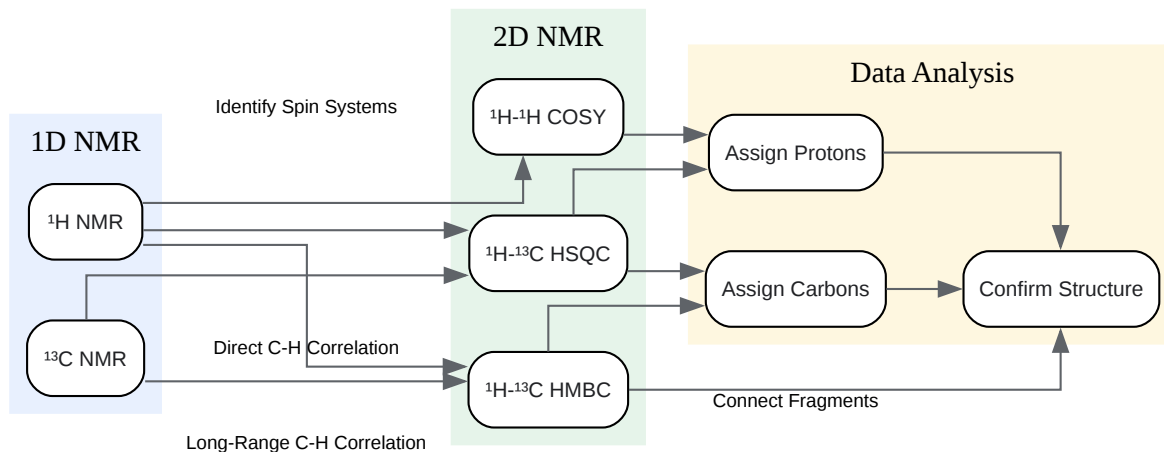 2D NMR
Data Analysis
Identify Spin Systems
¹H-¹H COSY
1D NMR
Assign Protons
¹H NMR
¹H-¹³C HSQC
Assign Carbons
Confirm Structure
Direct C-H Correlation
¹³C NMR
¹H-¹³C HMBC
Connect Fragments
Long-Range C-H Correlation